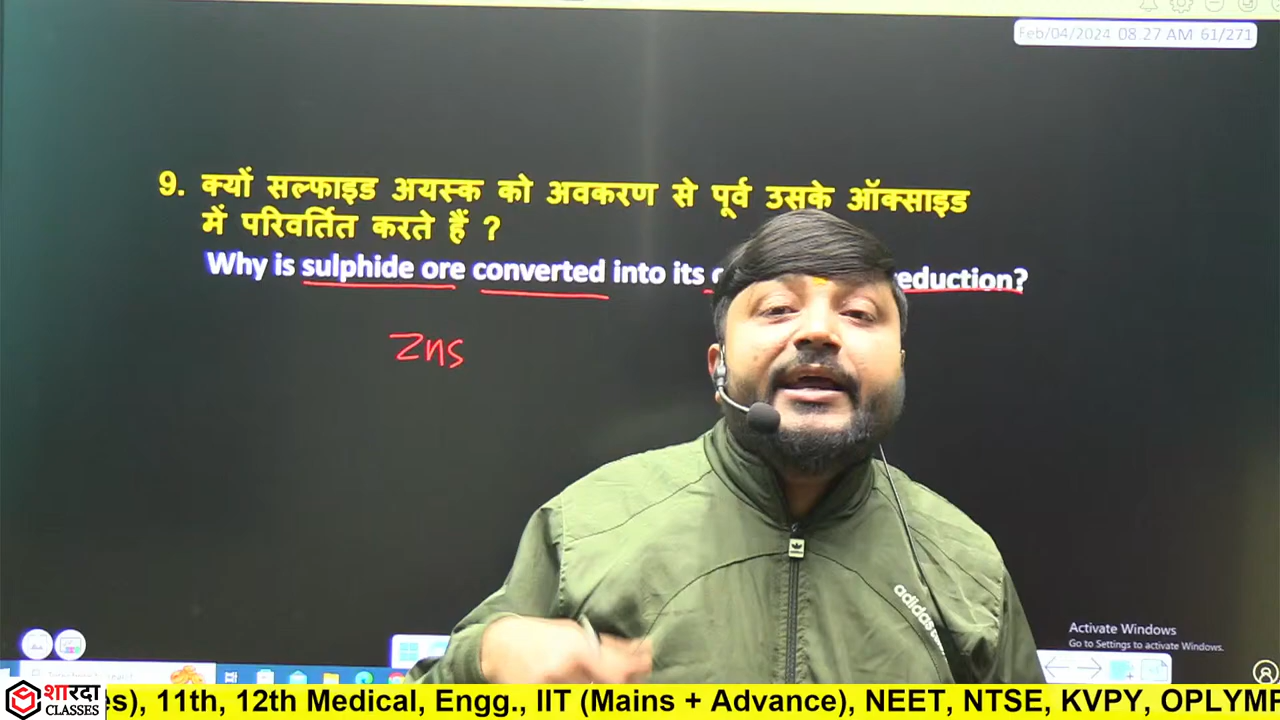 Feb/04/2024 08.27 AM 61/271
9. क्यों सल्फाइड अयस्क को अवकरण से पूर्व उसके ऑक्साइड
में परिवर्तित करते हैं ?
Why is sulphide ore converted into its eduction?
Zns
adidas
Activate Windows
Go to Settings to activate Windows.
शारदा
CLASSES
es), 11th, 12th Medical, Engg., IIT (Mains + Advance), NEET, NTSE, KVPY, OPLYMP